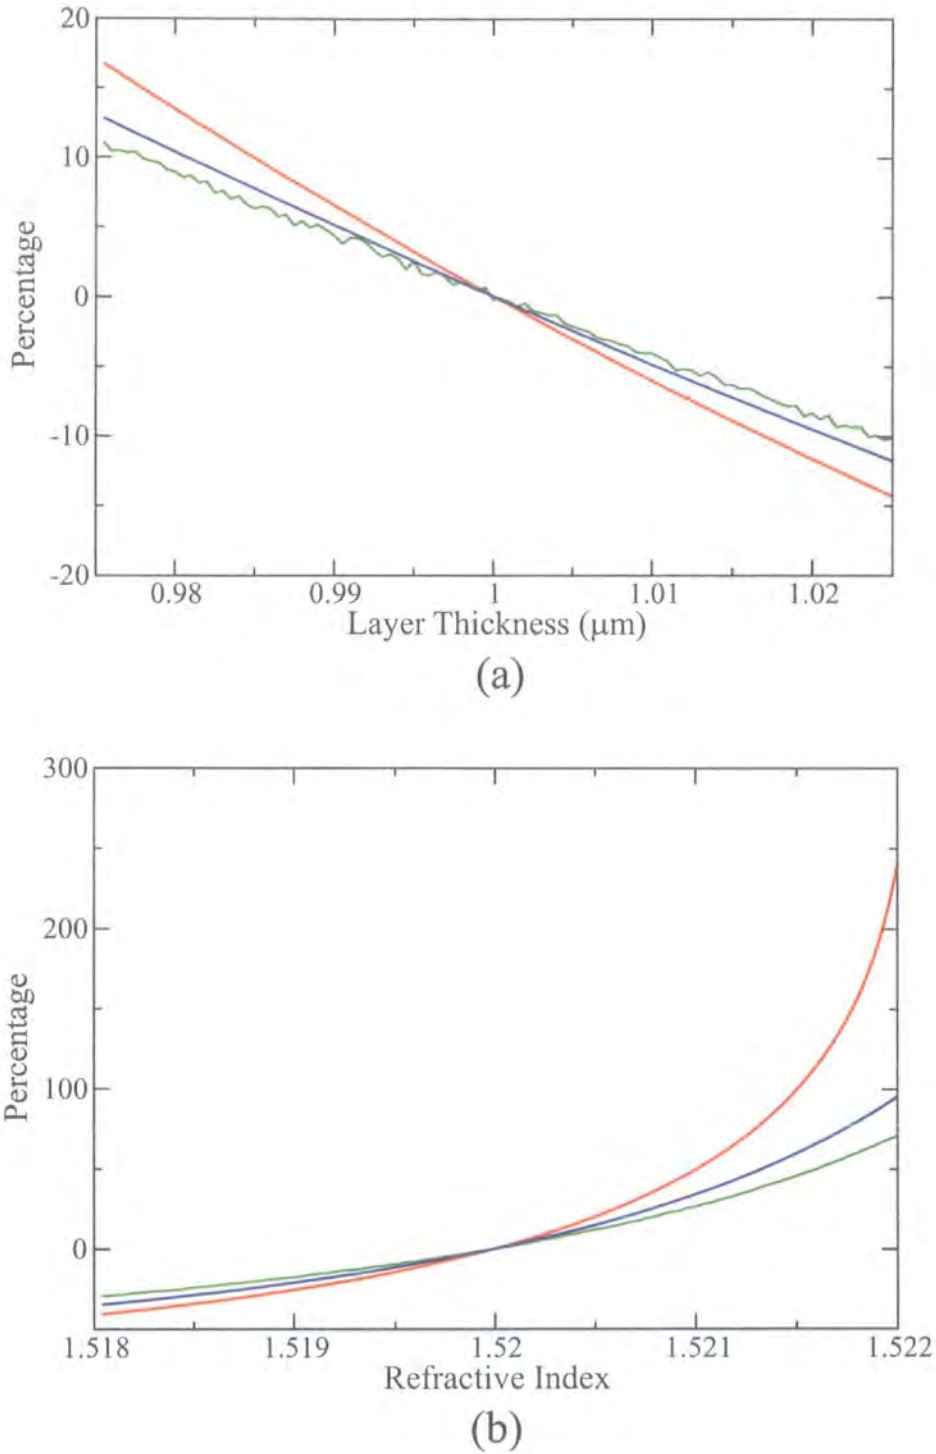 20
10
0
-10
-20
Percentage
0.98 0.99 1 1.01 1.02
Layer Thickness (μm)
(a)
300
200
100
0
Percentage
1.518 1.519 1.52 1.521 1.522
Refractive Index
(b)